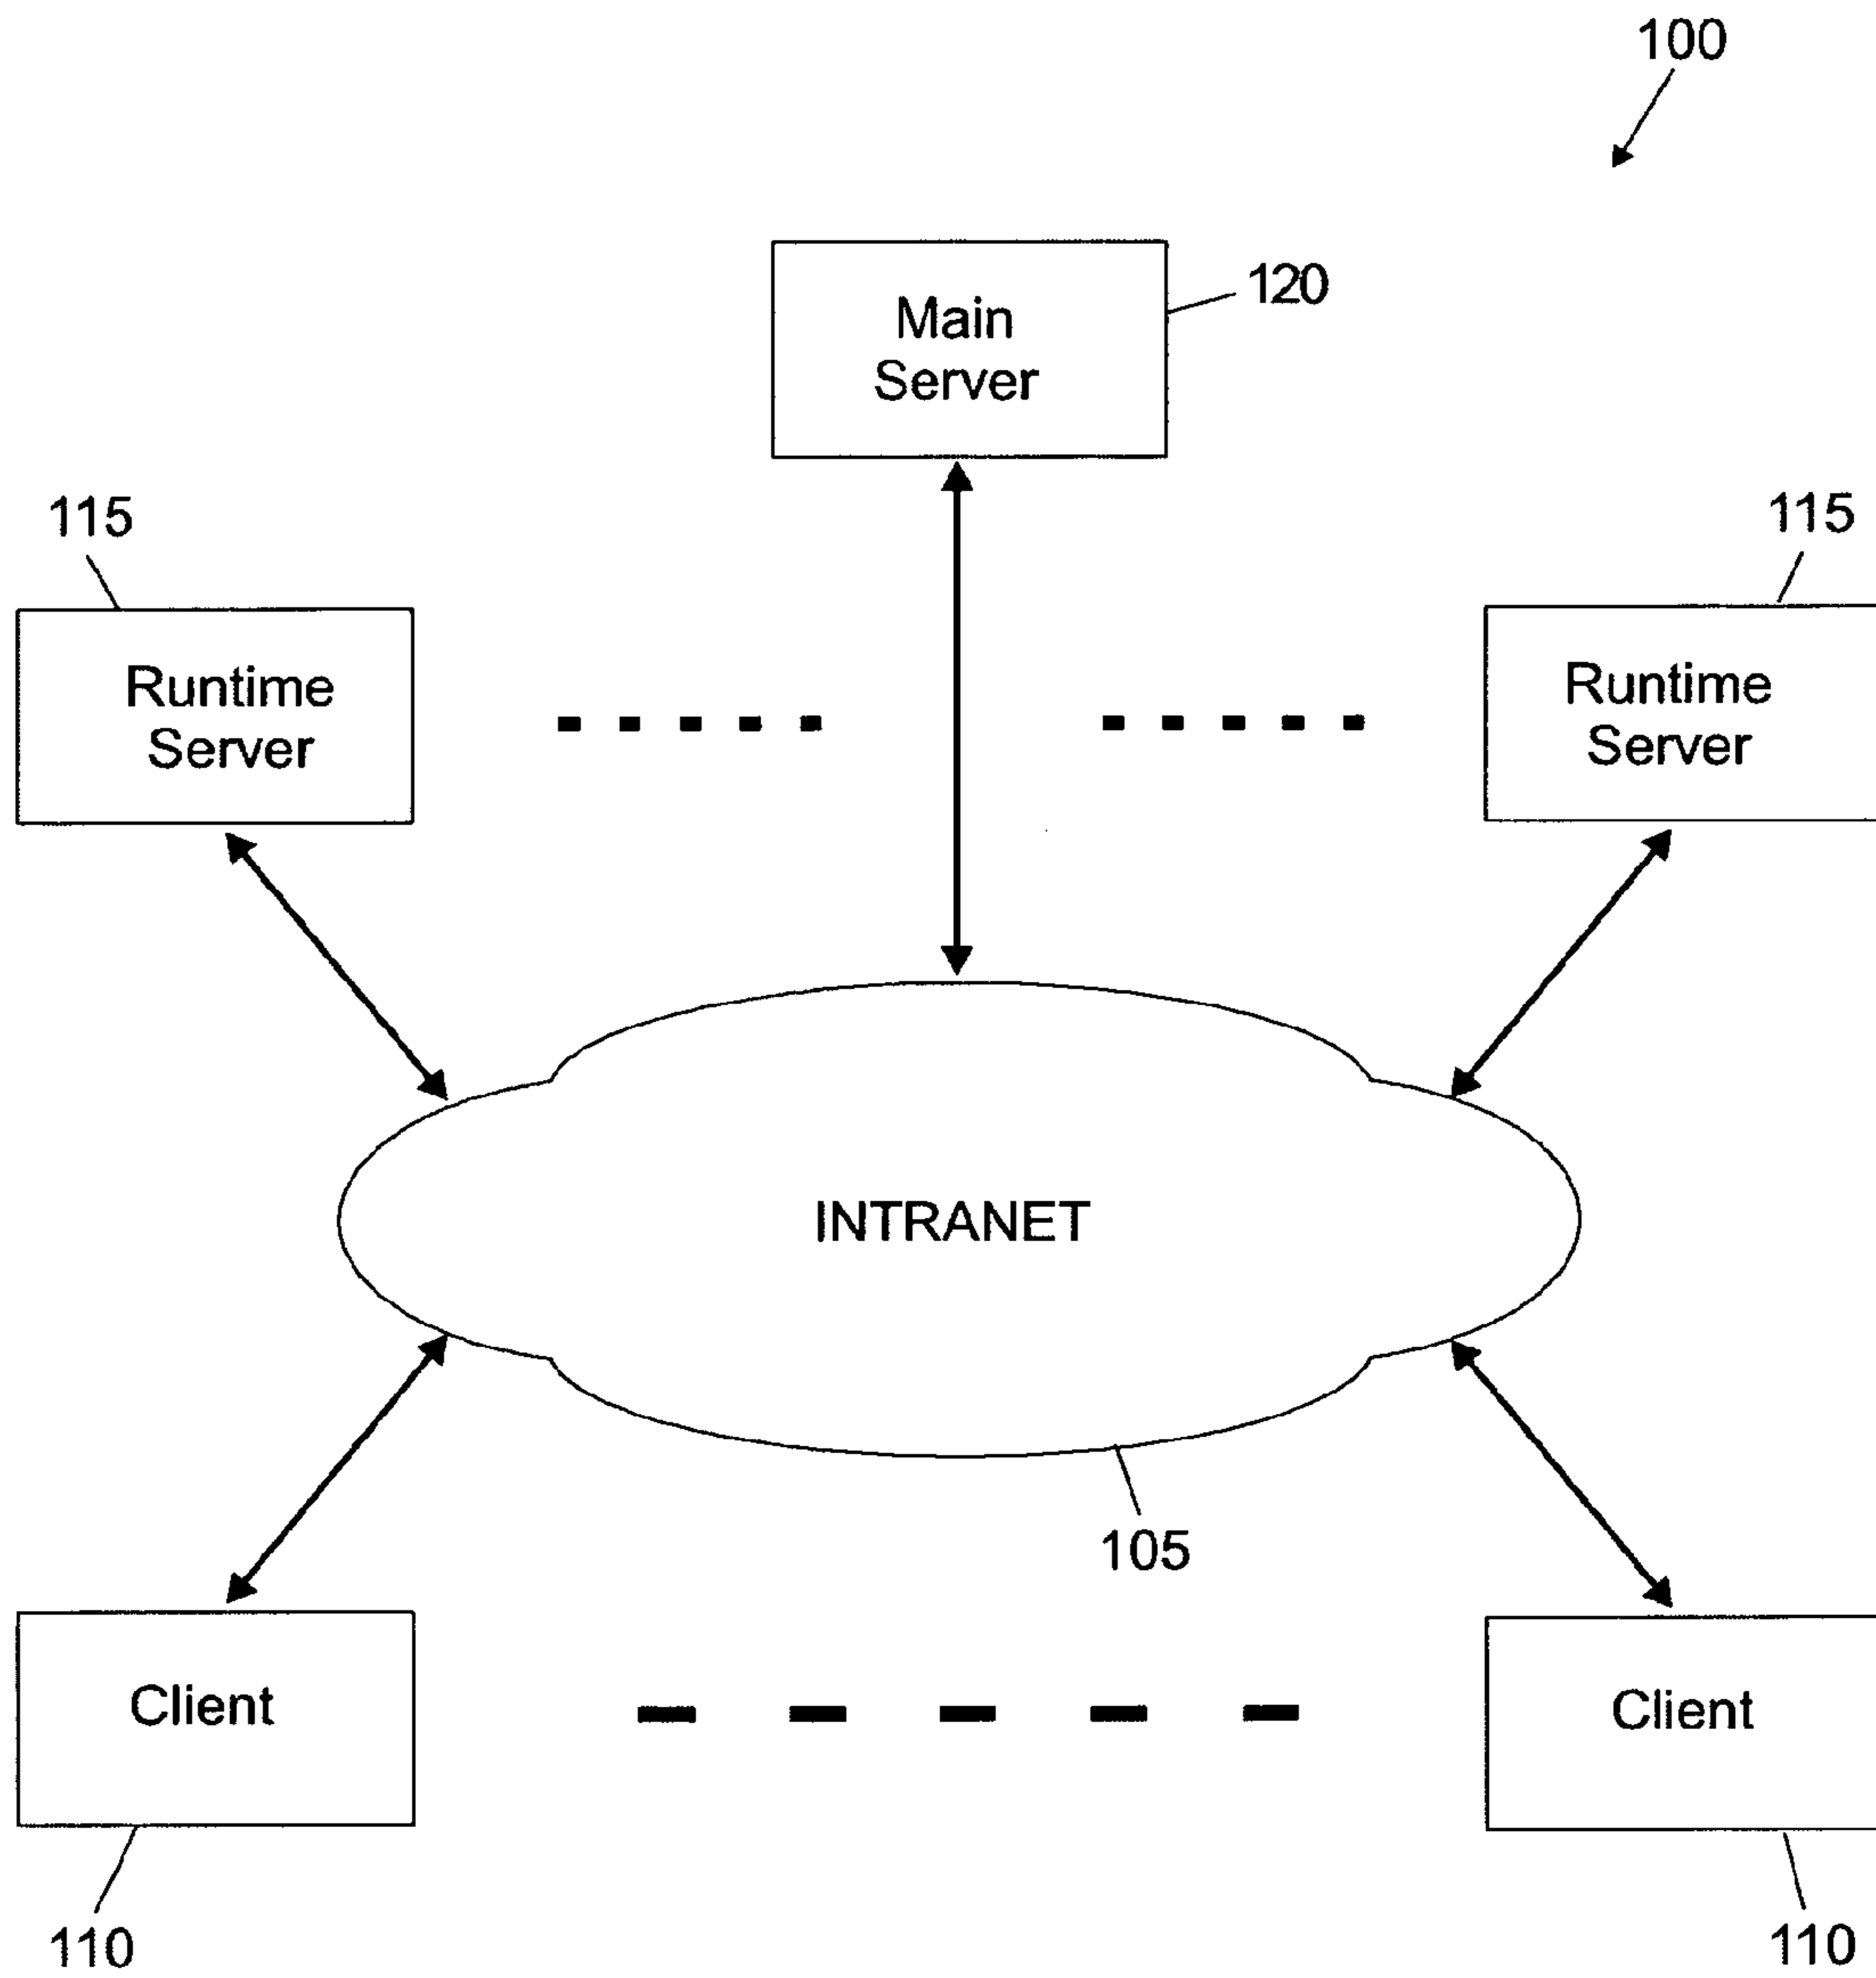 100
Main
Server
120
115
115
Runtime
Server
Runtime
Server
INTRANET
105
Client
Client
110
110